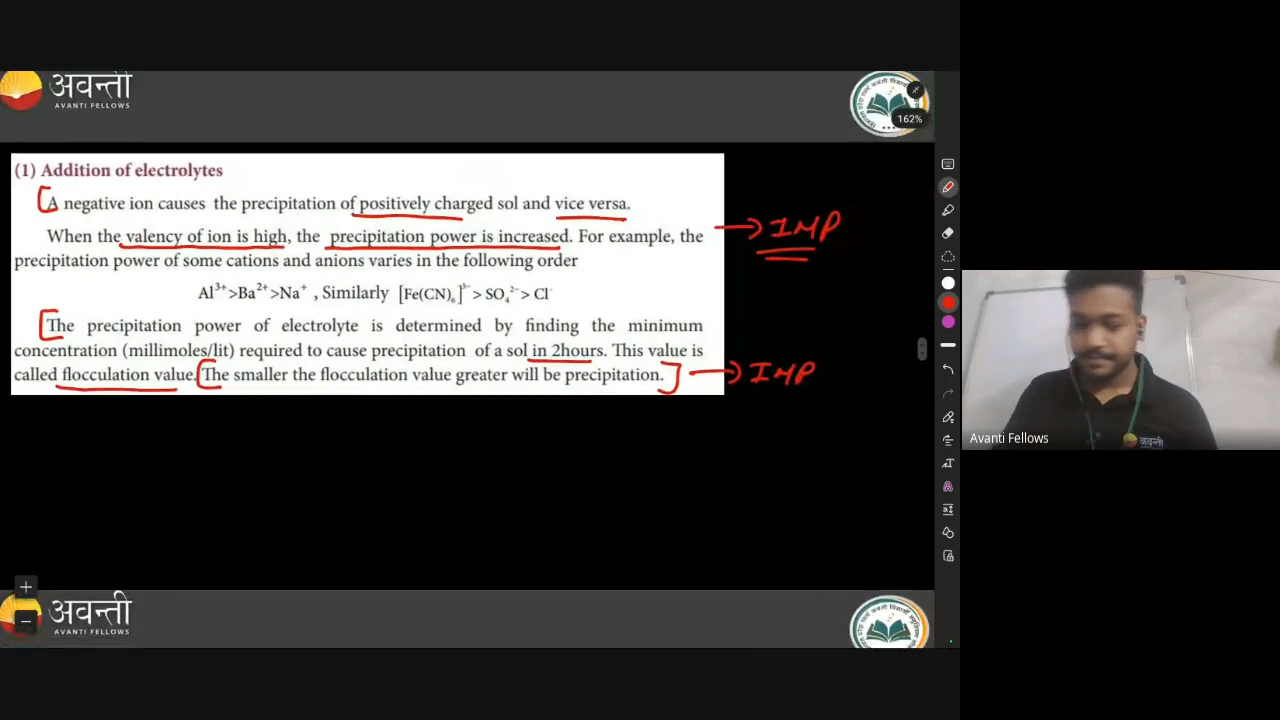 अवन्ती
AVANTI FELLOWS
162%
(1) Addition of electrolytes
A negative ion causes the precipitation of positively charged sol and vice versa.
When the valency of ion is high, the precipitation power is increased. For example, the
→ IMP
precipitation power of some cations and anions varies in the following order
Al³⁺>Ba²⁺>Na⁺ , Similarly [Fe(CN)₆]³⁻ > SO₄²⁻ > Cl⁻
The precipitation power of electrolyte is determined by finding the minimum
concentration (millimoles/lit) required to cause precipitation of a sol in 2hours. This value is
called flocculation value. The smaller the flocculation value greater will be precipitation.
→ IMP
Avanti Fellows
अवन्ती
अवन्ती
AVANTI FELLOWS